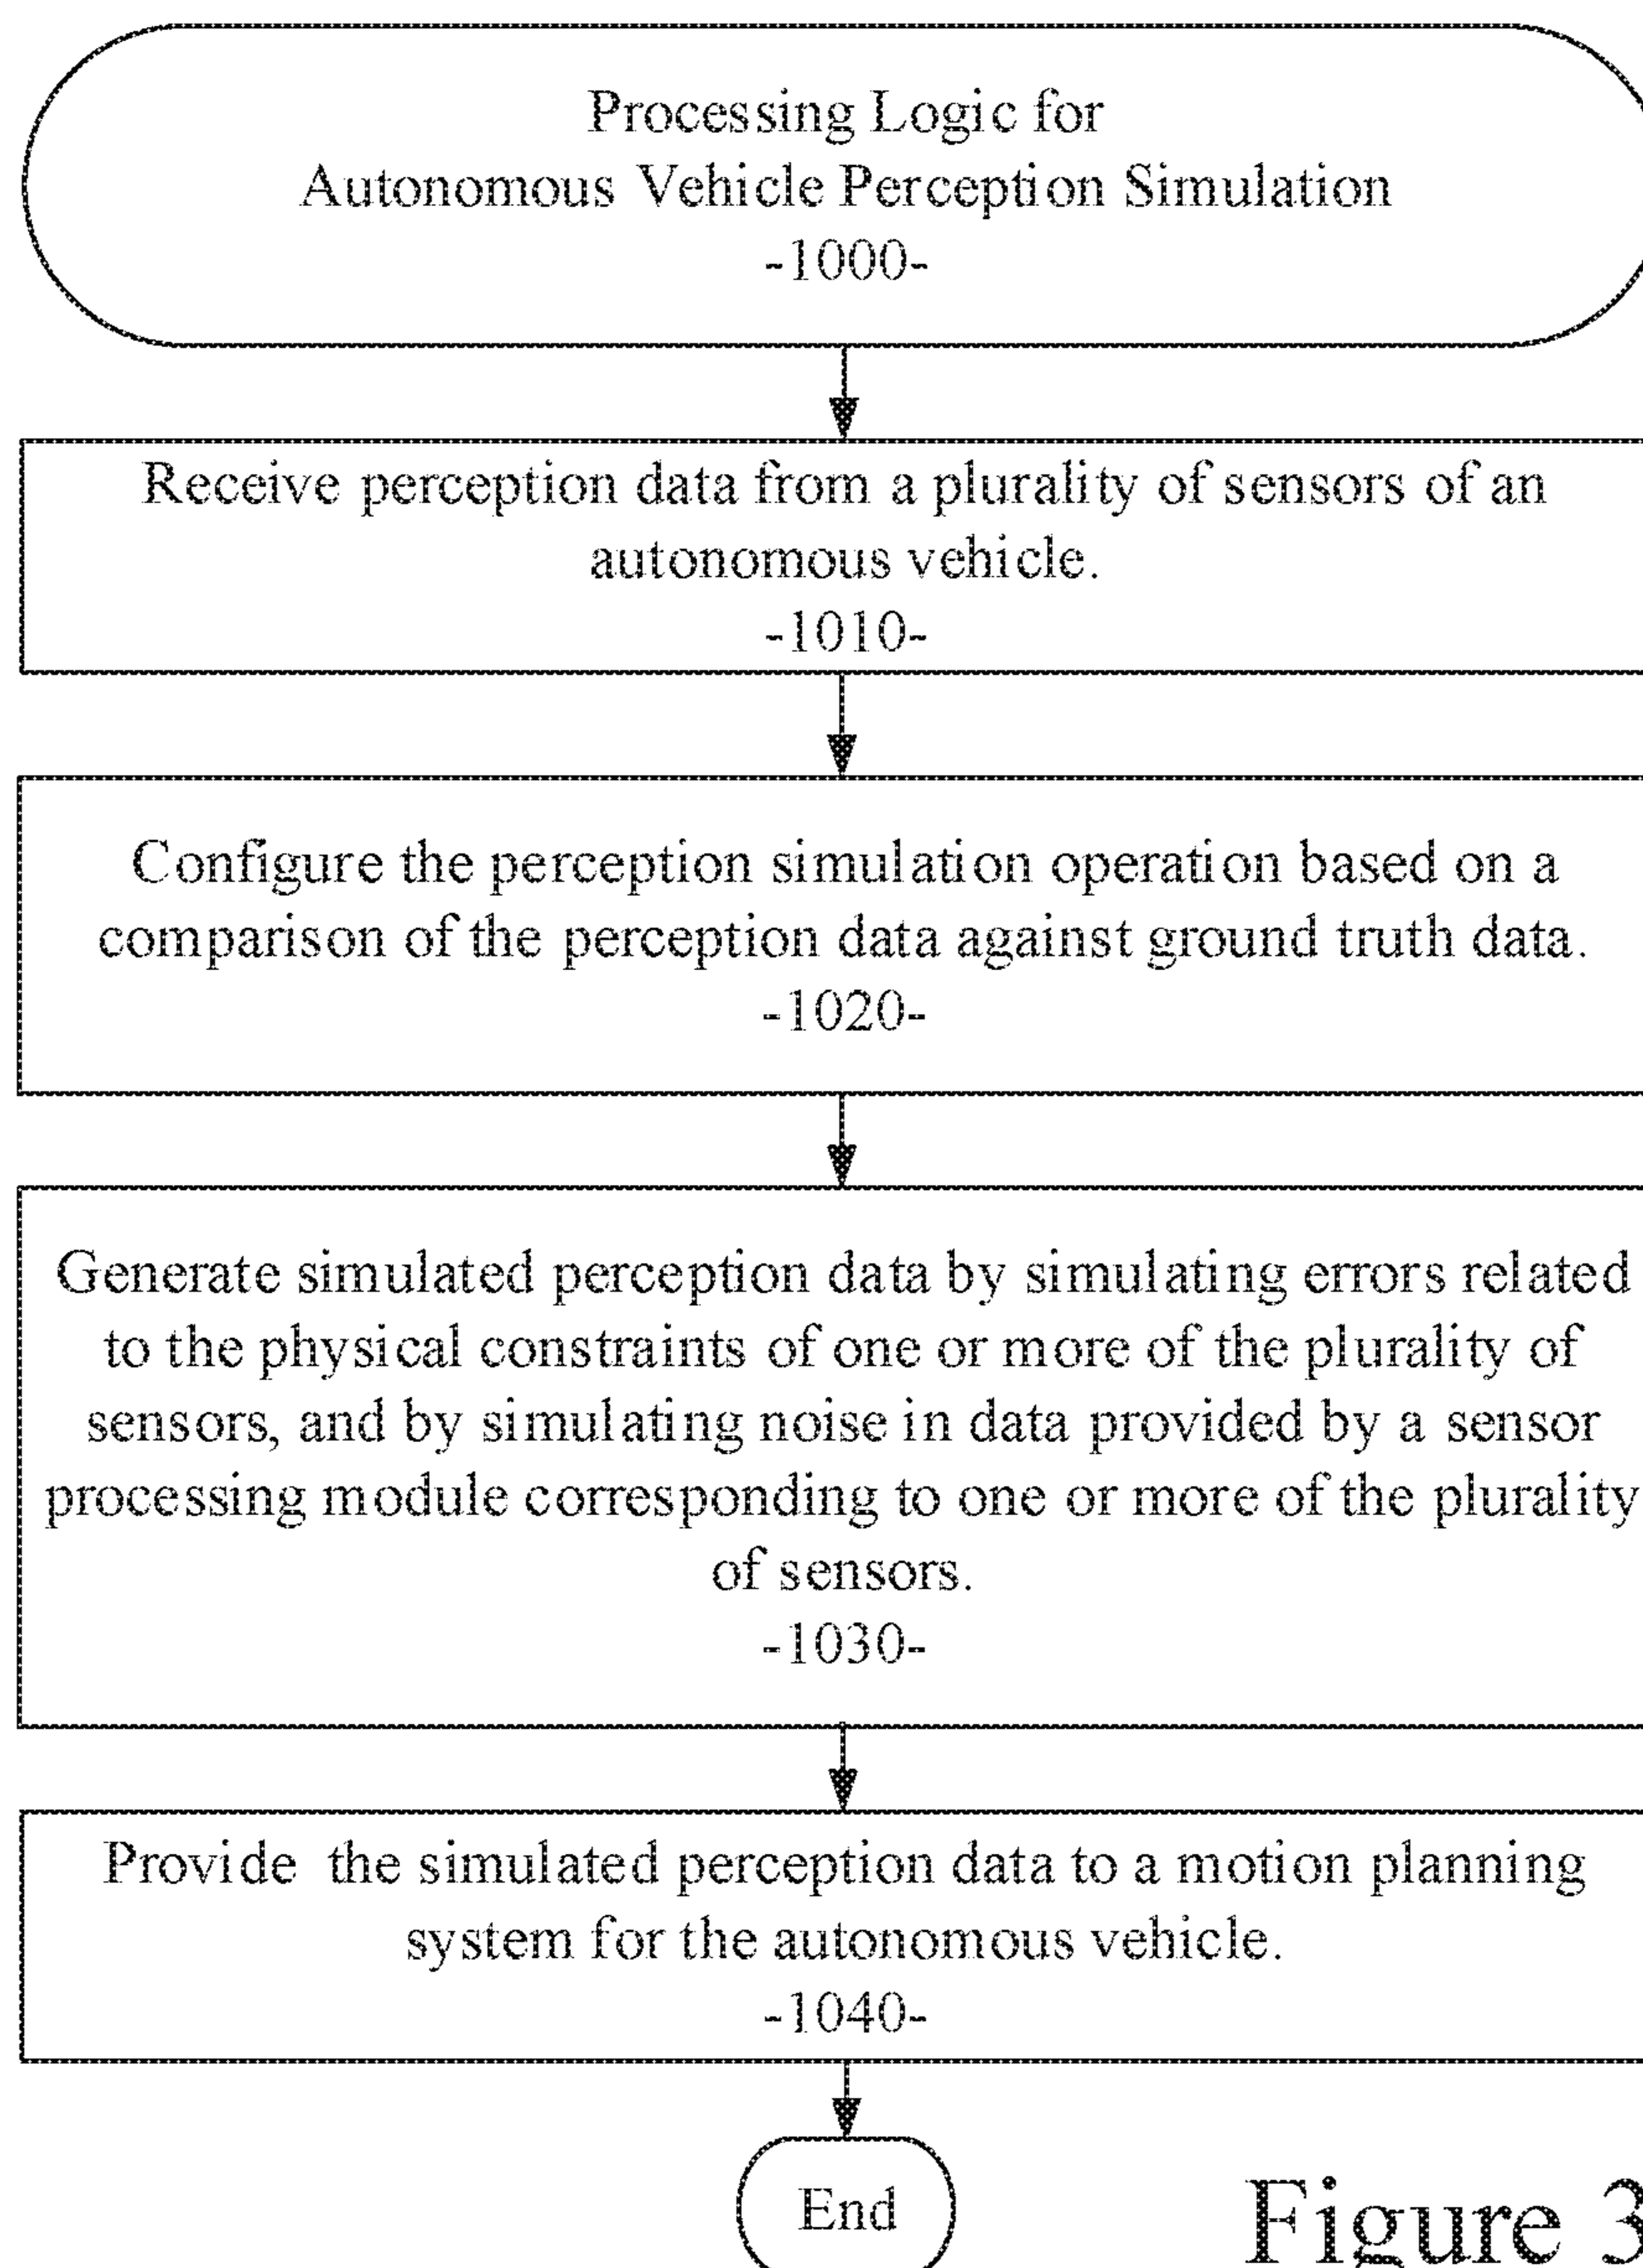 Processing Logic for
Autonomous Vehicle Perception Simulation
-1000-
Receive perception data from a plurality of sensors of an
autonomous vehicle.
-1010-
Configure the perception simulation operation based on a
comparison of the perception data against ground truth data.
-1020-
Generate simulated perception data by simulating errors related
to the physical constraints of one or more of the plurality of
sensors, and by simulating noise in data provided by a sensor
processing module corresponding to one or more of the plurality
of sensors.
-1030-
Provide the simulated perception data to a motion planning
system for the autonomous vehicle.
-1040-
End
Figure 3